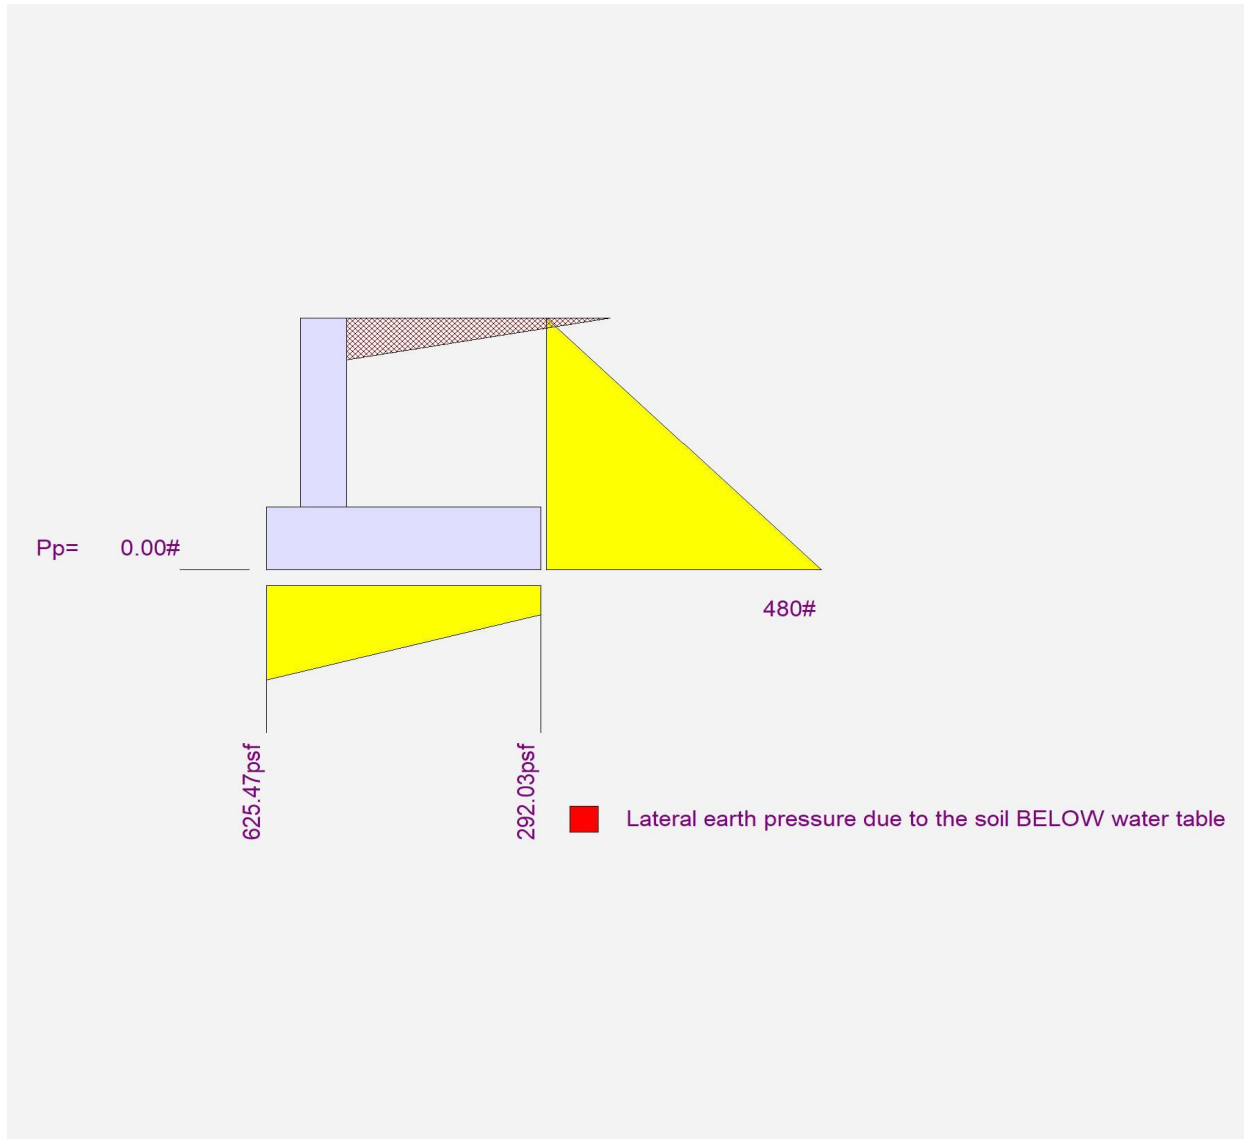 Pp= 0.00#
480#
625.47psf
292.03psf
Lateral earth pressure due to the soil BELOW water table